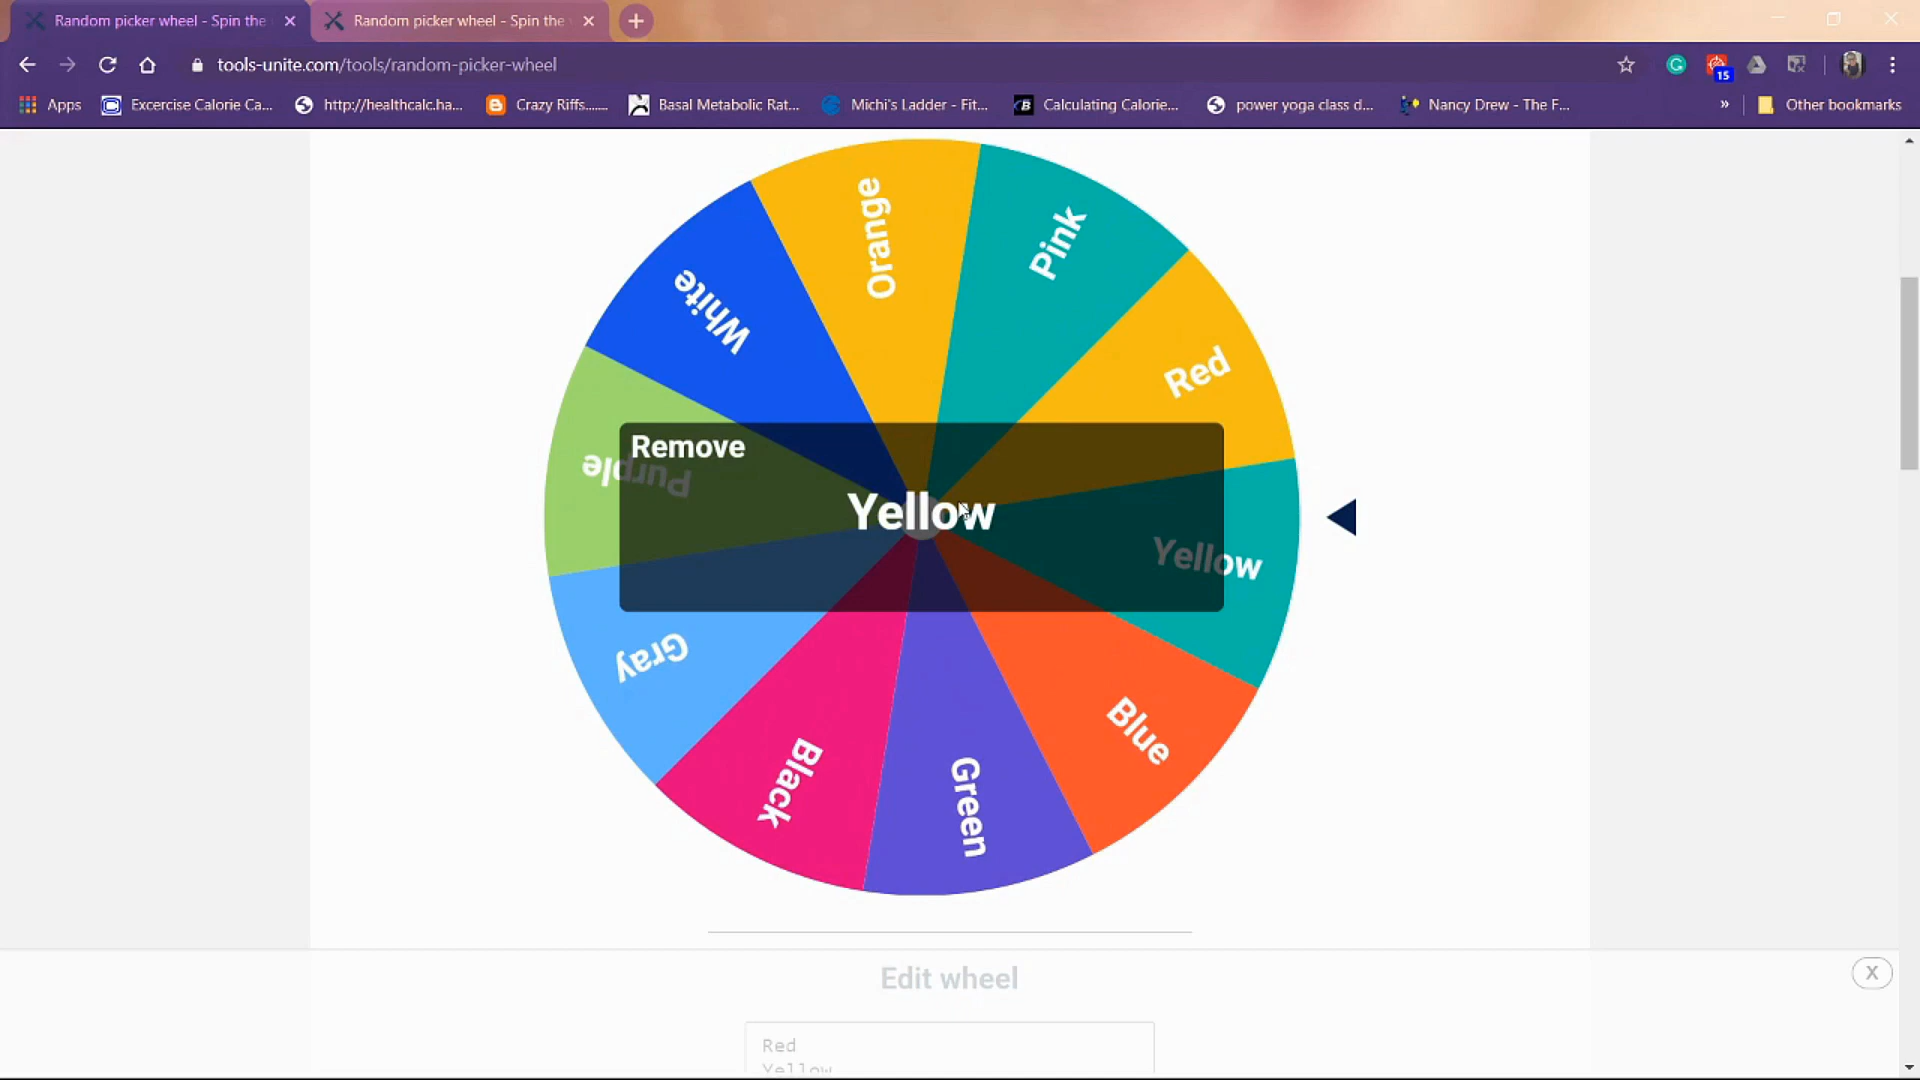 Random picker wheel - Spin the
Random picker wheel - Spin the
tools-unite.com/tools/random-picker-wheel
15
Apps
Excercise Calorie Ca...
http://healthcalc.ha...
Crazy Riffs.......
Basal Metabolic Rat...
Michi's Ladder - Fit...
Calculating Calorie...
power yoga class d...
Nancy Drew - The F...
»
Other bookmarks
Orange
Pink
White
Red
Remove
Purple
Yellow
Yellow
Gray
Blue
Black
Green
Edit wheel
X
Red
Yellow